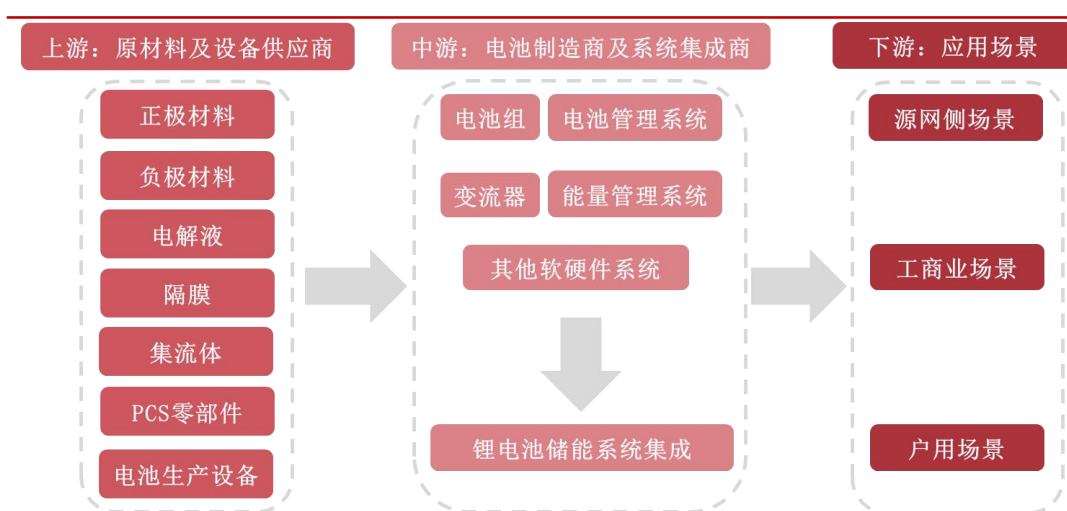 上游：原材料及设备供应商
中游：电池制造商及系统集成商
下游：应用场景
正极材料
负极材料
电解液
隔膜
集流体
PCS零部件
电池生产设备
电池组
电池管理系统
变流器
能量管理系统
其他软硬件系统
锂电池储能系统集成
源网侧场景
工商业场景
户用场景